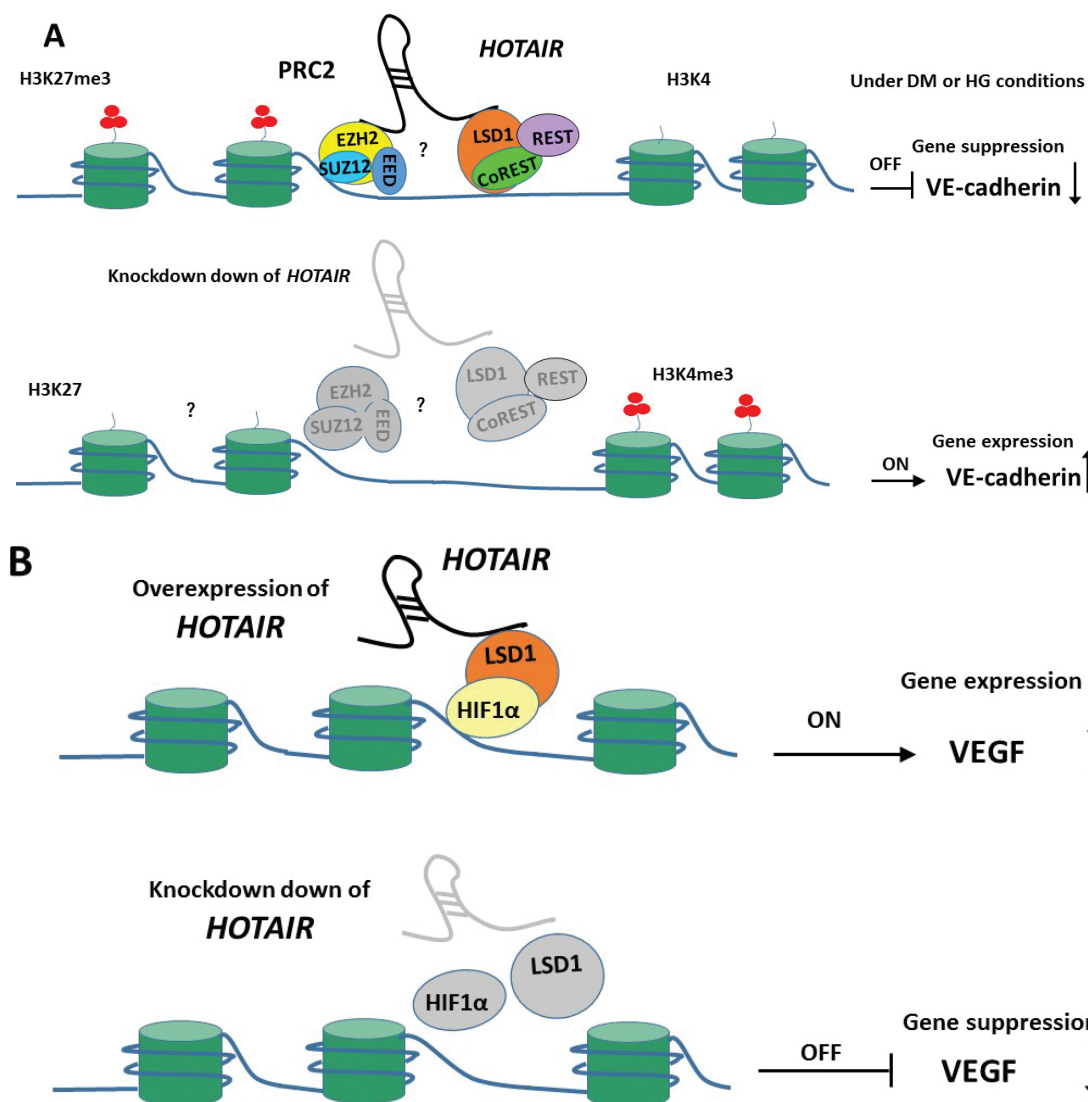 A
HOTAIR
PRC2
H3K27me3
H3K4
Under DM or HG conditions
EZH2
SUZ12
EED
?
LSD1
REST
CoREST
Gene suppression
OFF
VE-cadherin
Knockdown down of HOTAIR
H3K27
?
EZH2
SUZ12
EED
?
LSD1
REST
CoREST
H3K4me3
Gene expression
ON
VE-cadherin
B
HOTAIR
Overexpression of
HOTAIR
LSD1
HIF1α
Gene expression
ON
VEGF
Knockdown down of
HOTAIR
LSD1
HIF1α
Gene suppression
OFF
VEGF